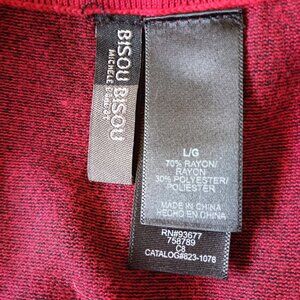 BISOU BISOU
MICHELE BOHBOT
L/G
70% RAYON/
RAYON
30% POLYESTER/
POLIESTER
MADE IN CHINA
HECHO EN CHINA
RN#93677
758789
C8
CATALOG#823-1078